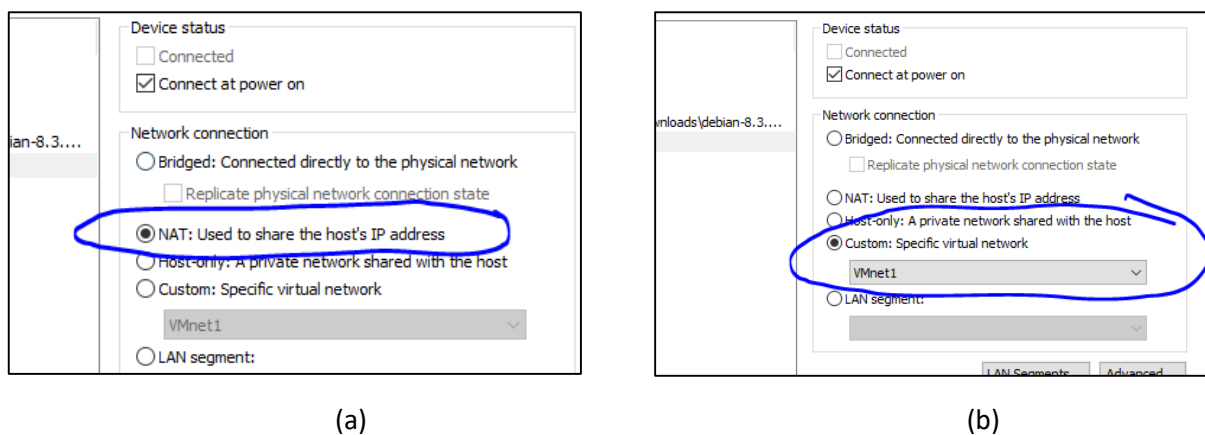 Device status
Connected
Connect at power on
ian-8.3....
Network connection
Bridged: Connected directly to the physical network
Replicate physical network connection state
NAT: Used to share the host's IP address
Host-only: A private network shared with the host
Custom: Specific virtual network
VMnet1
LAN segment:
(a)
Device status
Connected
Connect at power on
vnloads\debian-8.3....
Network connection
Bridged: Connected directly to the physical network
Replicate physical network connection state
NAT: Used to share the host's IP address
Host-only: A private network shared with the host
Custom: Specific virtual network
VMnet1
LAN segment:
LAN Segments... Advanced...
(b)